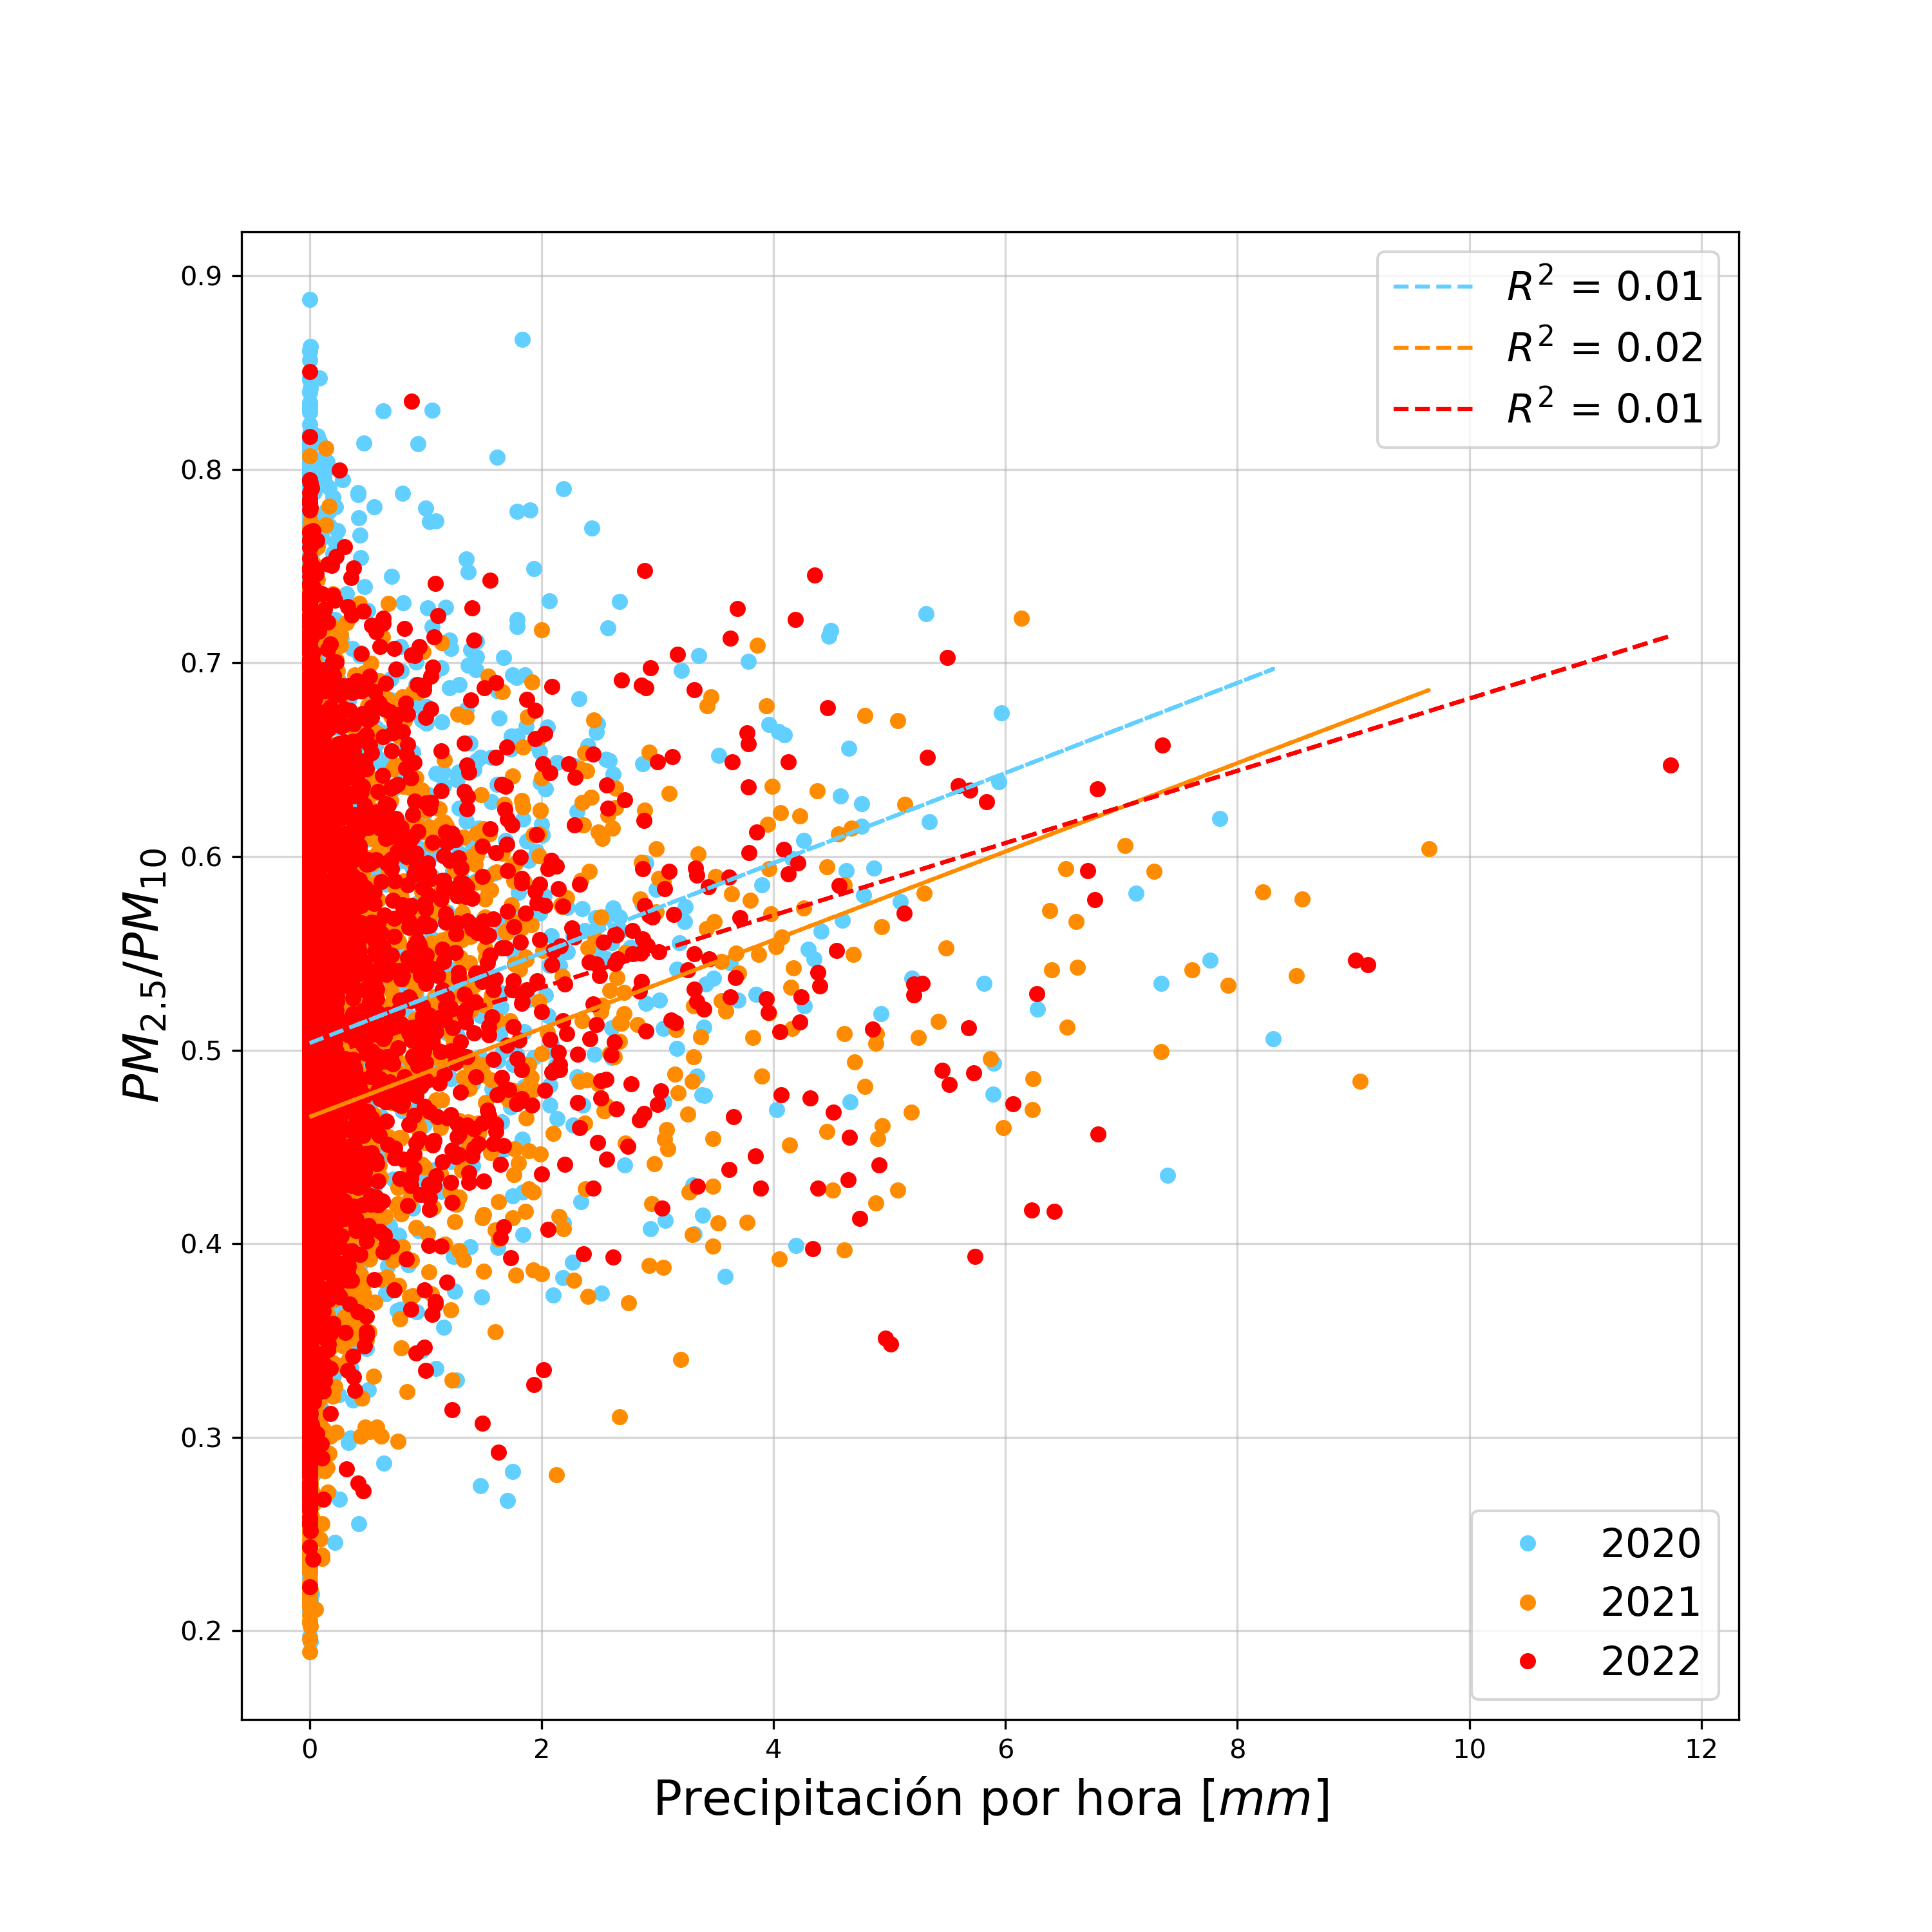 R² = 0.01
R² = 0.02
R² = 0.01
0.9
0.8
0.7
0.6
0.5
0.4
0.3
0.2
PM2.5/PM10
2020
2021
2022
0 2 4 6 8 10 12
Precipitación por hora [mm]